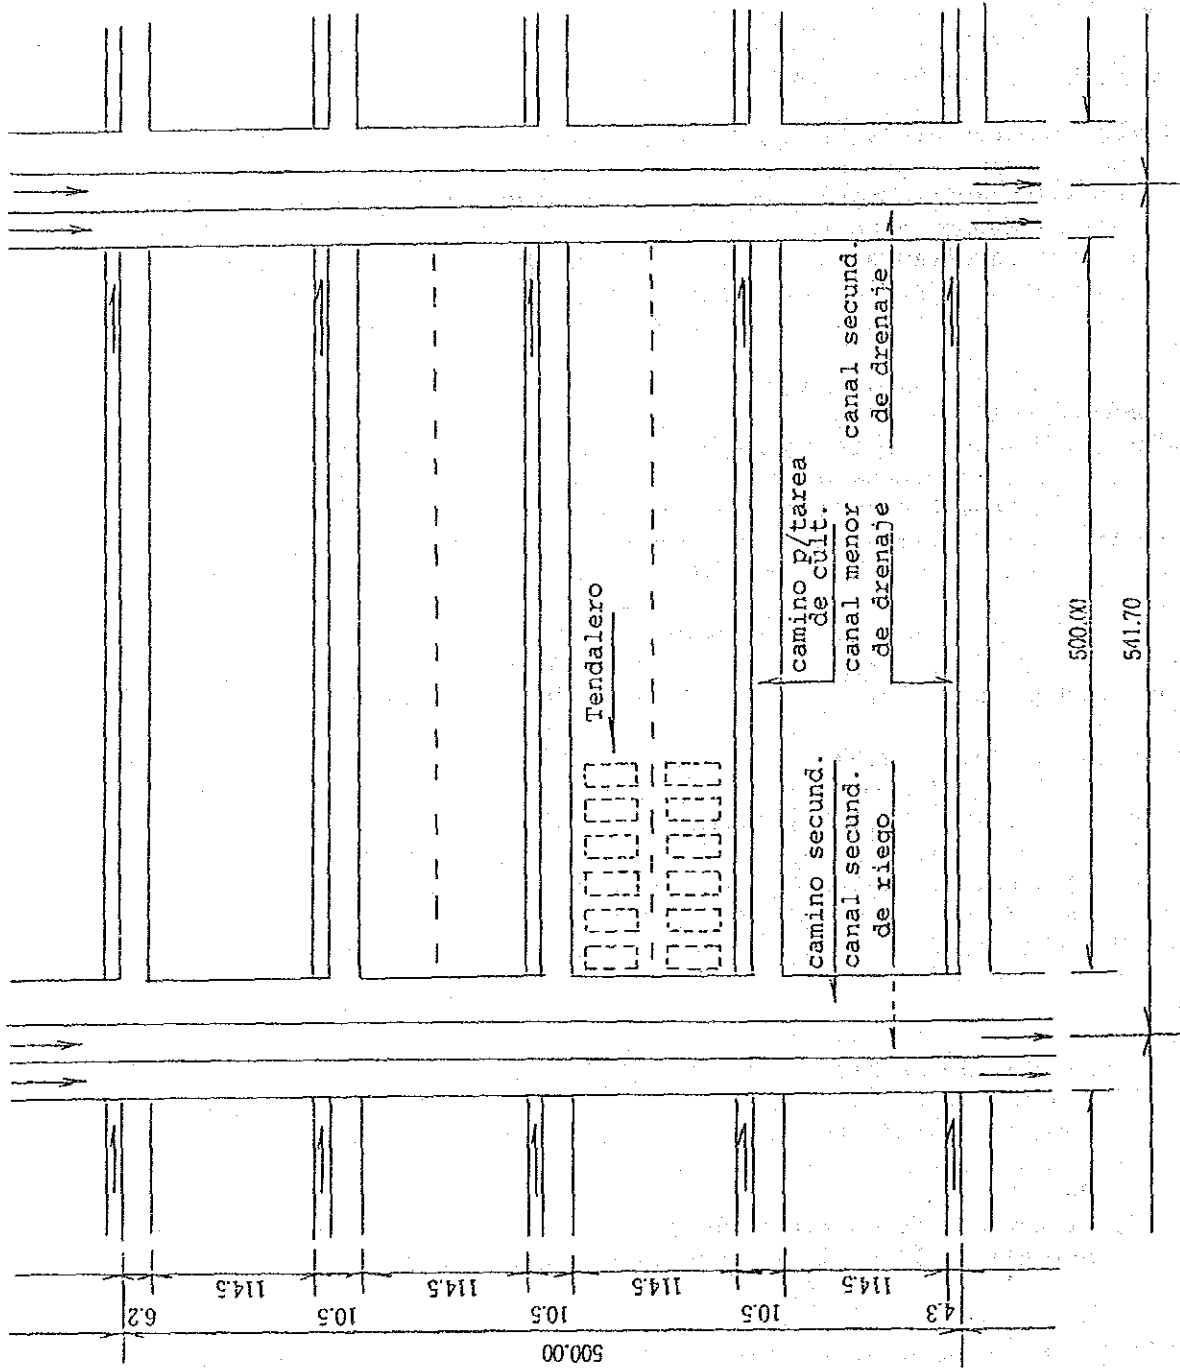 Tendalero
camino p/tarea
de cult.
canal menor
de drenaje
canal secund.
de drenaje
camino secund.
canal secund.
de riego
500.00
541.70
6.2
114.5
10.5
114.5
10.5
114.5
10.5
114.5
4.3
500.00